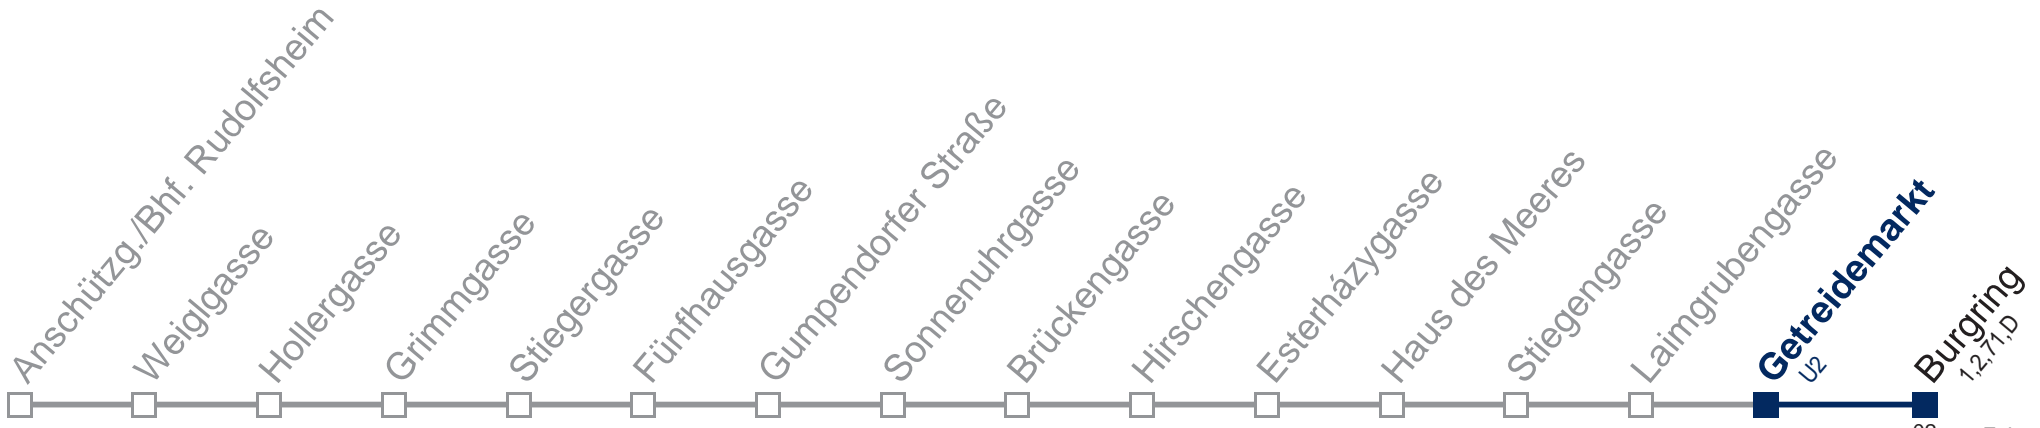 Anschützg./Bhf. Rudolfsheim
Weiglgasse
Hollergasse
Grimmgasse
Stiegergasse
Fünfhausgasse
Gumpendorfer Straße
Sonnenuhrgasse
Brückengasse
Hirschengasse
Esterházygasse
Haus des Meeres
Stiegengasse
Laimgrubengasse
Getreidemarkt
U2
Burgring
1,2,71,D